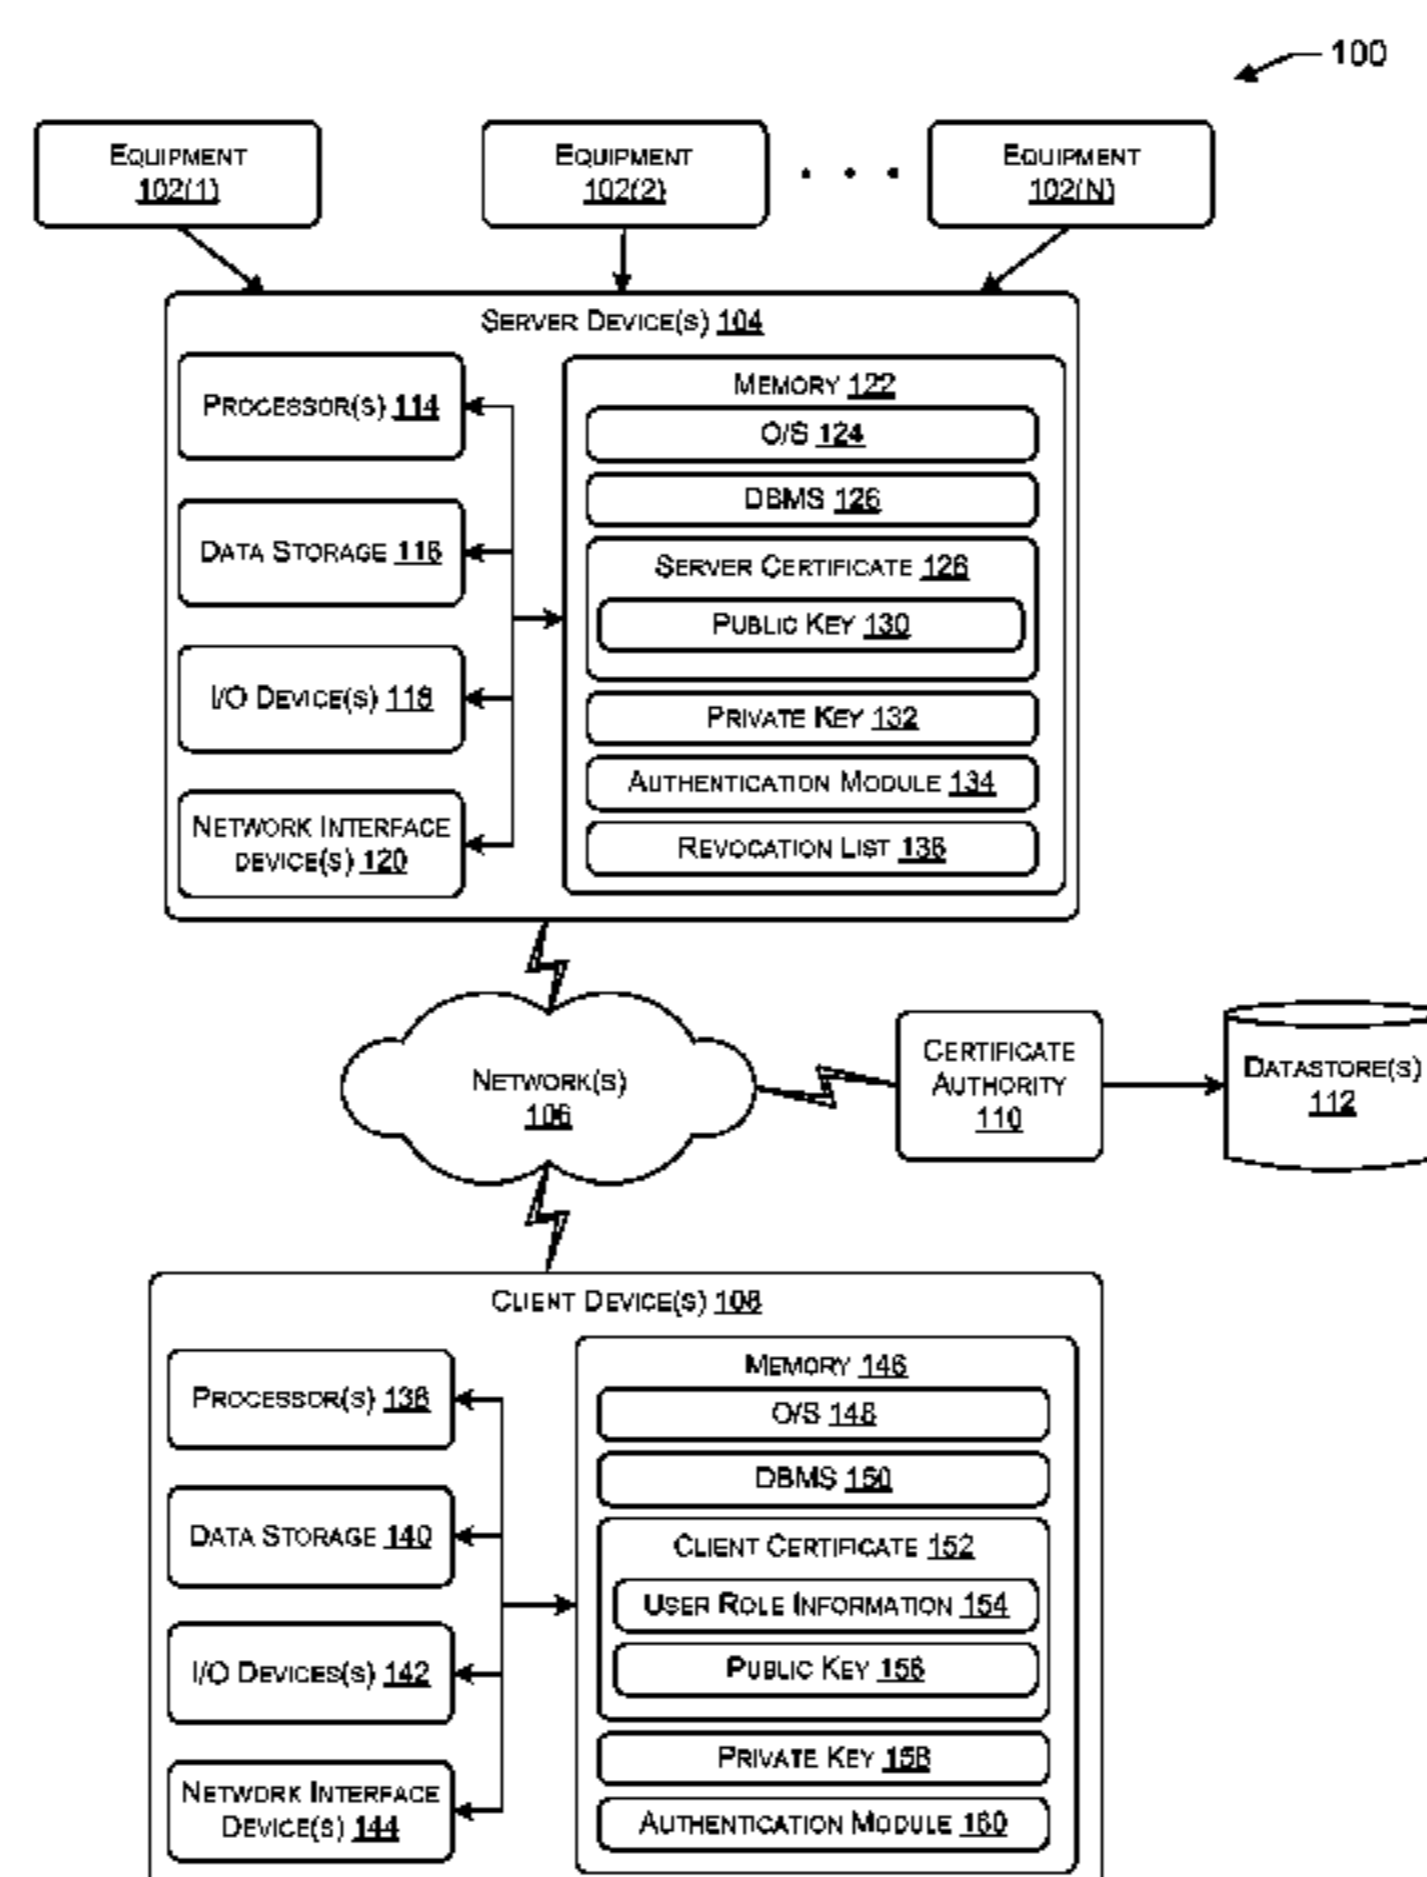 100
Equipment
102(1)
Equipment
102(2)
. . .
Equipment
102(N)
Server Device(s) 104
Processor(s) 114
Data Storage 116
I/O Device(s) 118
Network Interface
device(s) 120
Memory 122
O/S 124
DBMS 126
Server Certificate 128
Public Key 130
Private Key 132
Authentication Module 134
Revocation List 136
Network(s)
106
Certificate
Authority
110
Datastore(s)
112
Client Device(s) 108
Processor(s) 138
Data Storage 140
I/O Devices(s) 142
Network Interface
Device(s) 144
Memory 146
O/S 148
DBMS 150
Client Certificate 152
User Role Information 154
Public Key 156
Private Key 158
Authentication Module 160